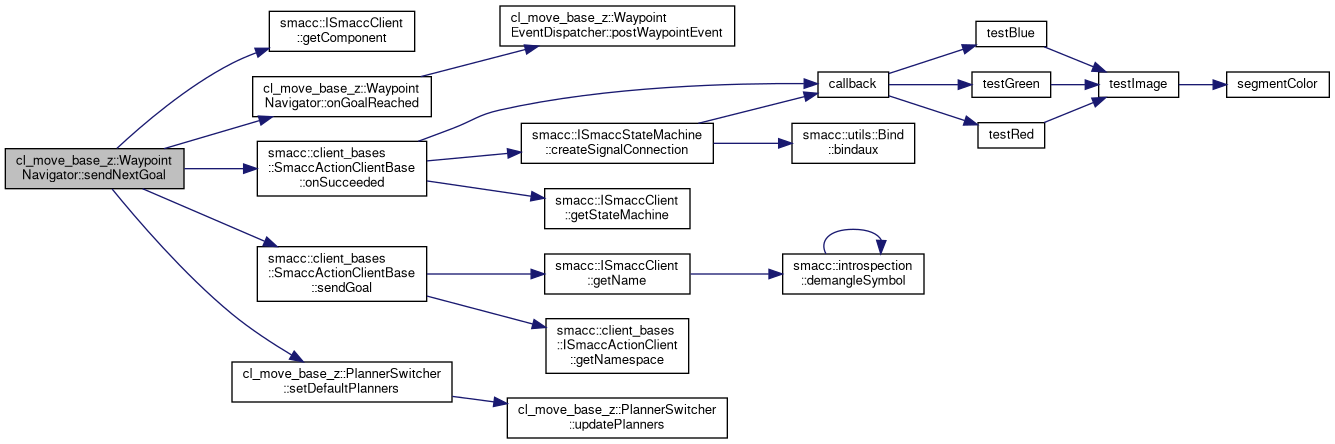 cl_move_base_z::Waypoint
Navigator::sendNextGoal
smacc::ISmaccClient
::getComponent
cl_move_base_z::Waypoint
Navigator::onGoalReached
cl_move_base_z::Waypoint
EventDispatcher::postWaypointEvent
smacc::client_bases
::SmaccActionClientBase
::onSucceeded
smacc::ISmaccStateMachine
::createSignalConnection
callback
testBlue
testGreen
testRed
testImage
segmentColor
smacc::utils::Bind
::bindaux
smacc::ISmaccClient
::getStateMachine
smacc::client_bases
::SmaccActionClientBase
::sendGoal
smacc::ISmaccClient
::getName
smacc::introspection
::demangleSymbol
smacc::client_bases
::ISmaccActionClient
::getNamespace
cl_move_base_z::PlannerSwitcher
::setDefaultPlanners
cl_move_base_z::PlannerSwitcher
::updatePlanners